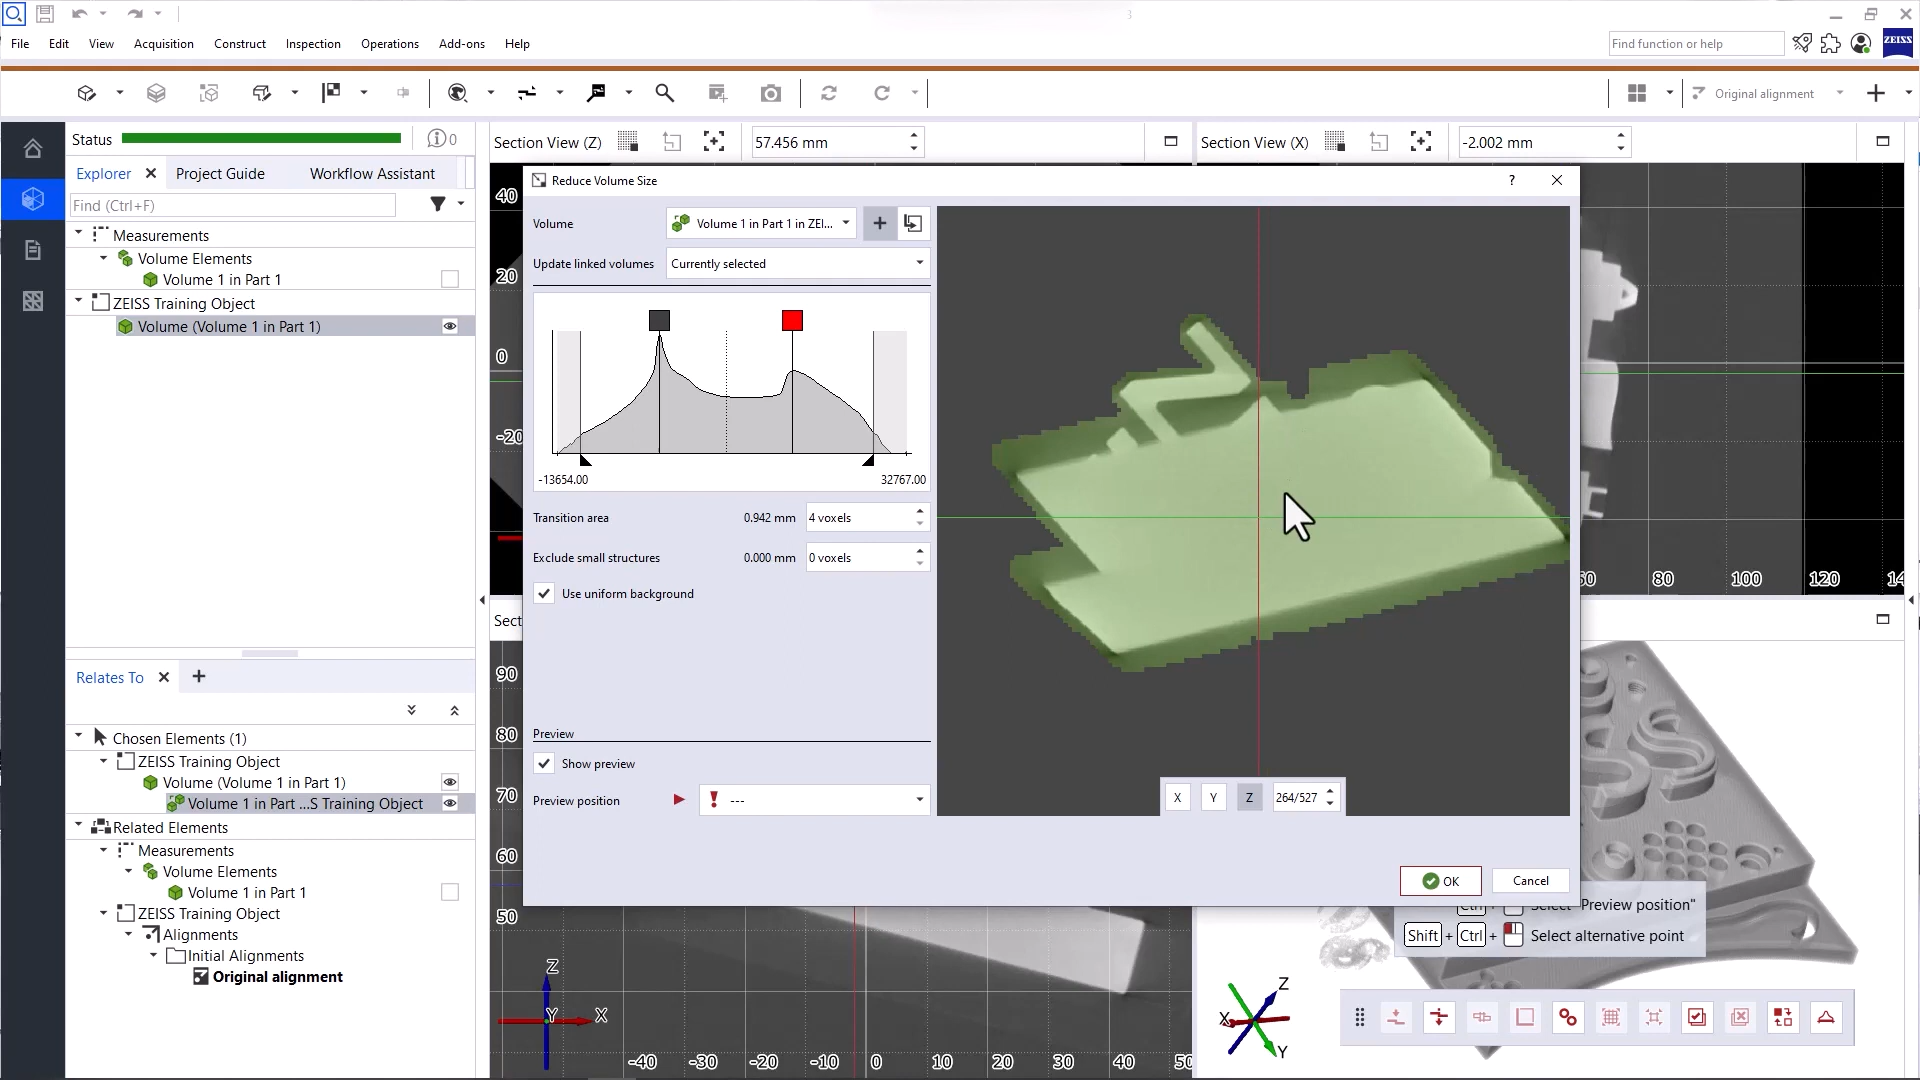 File Edit View Acquisition Construct Inspection Operations Add-ons Help
Find function or help
ZEISS
Original alignment
Status
0
Section View (Z)
57.456 mm
Section View (X)
-2.002 mm
Explorer Project Guide Workflow Assistant
Find (Ctrl+F)
Measurements
Volume Elements
Volume 1 in Part 1
ZEISS Training Object
Volume (Volume 1 in Part 1)
Relates To
Chosen Elements (1)
ZEISS Training Object
Volume (Volume 1 in Part 1)
Volume 1 in Part ...S Training Object
Related Elements
Measurements
Volume Elements
Volume 1 in Part 1
ZEISS Training Object
Alignments
Initial Alignments
Original alignment
40
20
0
-20
Reduce Volume Size
?
Volume
Volume 1 in Part 1 in ZEI...
Update linked volumes
Currently selected
-13654.00
32767.00
Transition area
0.942 mm
4 voxels
Exclude small structures
0.000 mm
0 voxels
Use uniform background
Preview
Show preview
Preview position
---
X Y Z 264/527
OK
Cancel
80 100 120
Sect
90
80
70
60
50
Z
Y X
-40 -30 -20 -10 0 10 20 30 40 50
"Preview position"
Shift + Ctrl + Select alternative point
Z
X
Y